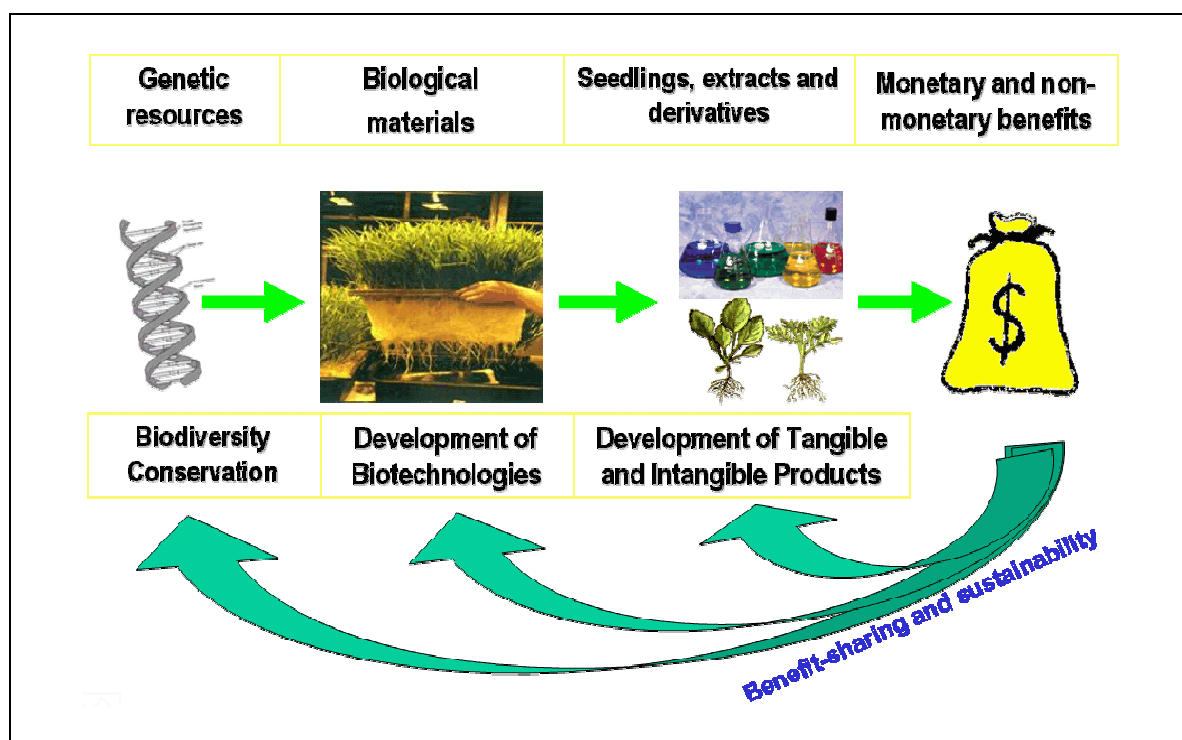 Genetic
resources
Biological
materials
Seedlings, extracts and
derivatives
Monetary and non-
monetary benefits
$
Biodiversity
Conservation
Development of
Biotechnologies
Development of Tangible
and Intangible Products
Benefit-sharing and sustainability